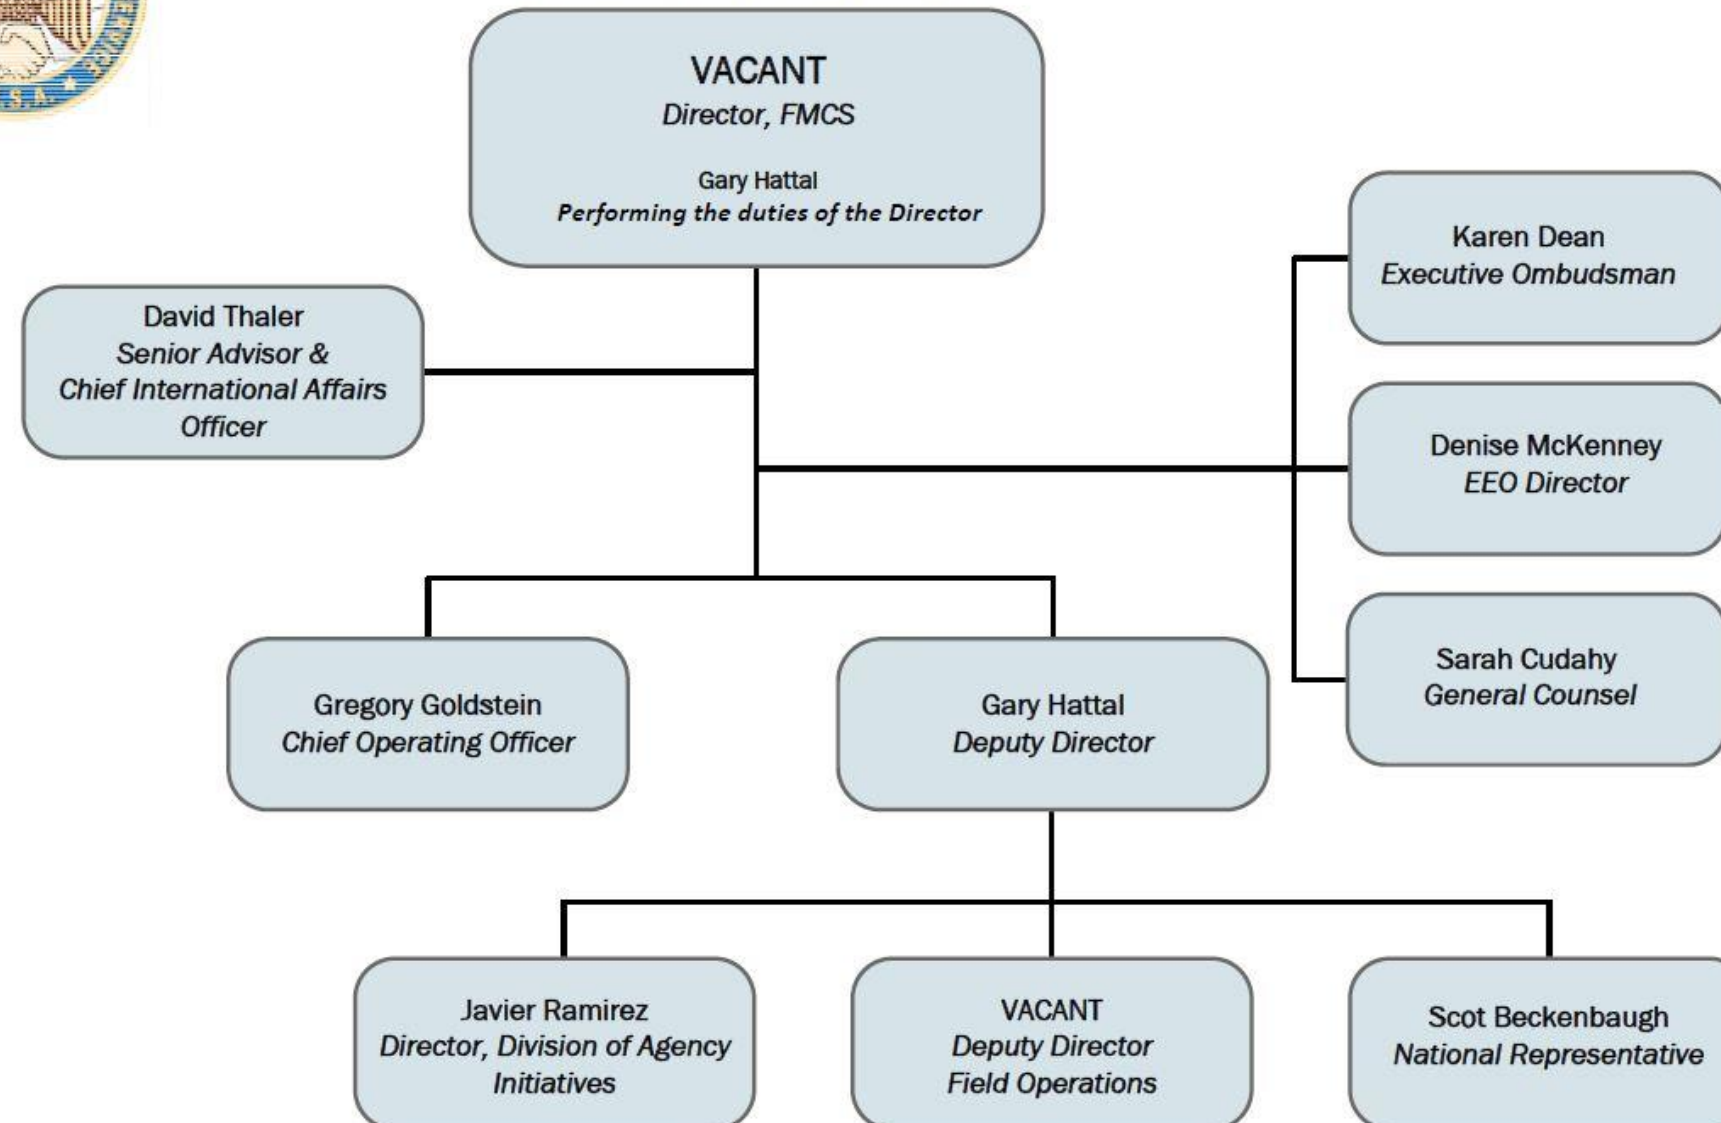 S.A. ★
VACANT
Director, FMCS
Gary Hattal
Performing the duties of the Director
David Thaler
Senior Advisor &
Chief International Affairs
Officer
Karen Dean
Executive Ombudsman
Denise McKenney
EEO Director
Sarah Cudahy
General Counsel
Gregory Goldstein
Chief Operating Officer
Gary Hattal
Deputy Director
Javier Ramirez
Director, Division of Agency
Initiatives
VACANT
Deputy Director
Field Operations
Scot Beckenbaugh
National Representative